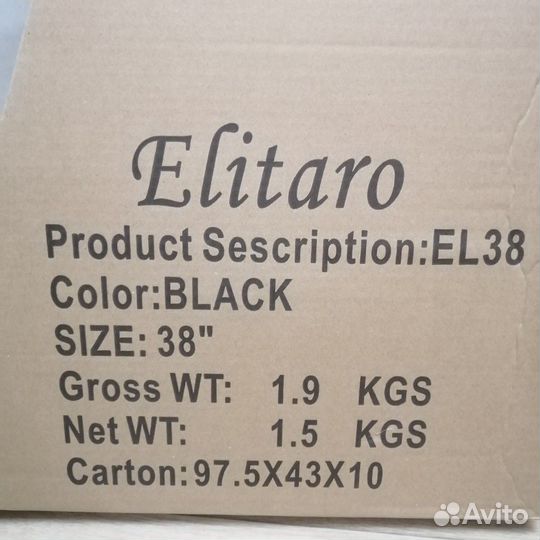 Elitaro
Product Sescription:EL38
Color:BLACK
SIZE: 38"
Gross WT: 1.9 KGS
Net WT: 1.5 KGS
Carton:97.5X43X10
Avito